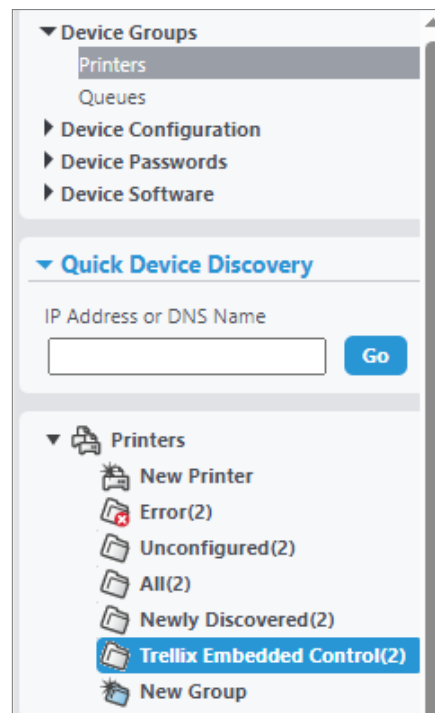 Device Groups
Printers
Queues
Device Configuration
Device Passwords
Device Software
Quick Device Discovery
IP Address or DNS Name
Go
Printers
New Printer
Error(2)
Unconfigured(2)
All(2)
Newly Discovered(2)
Trellix Embedded Control(2)
New Group